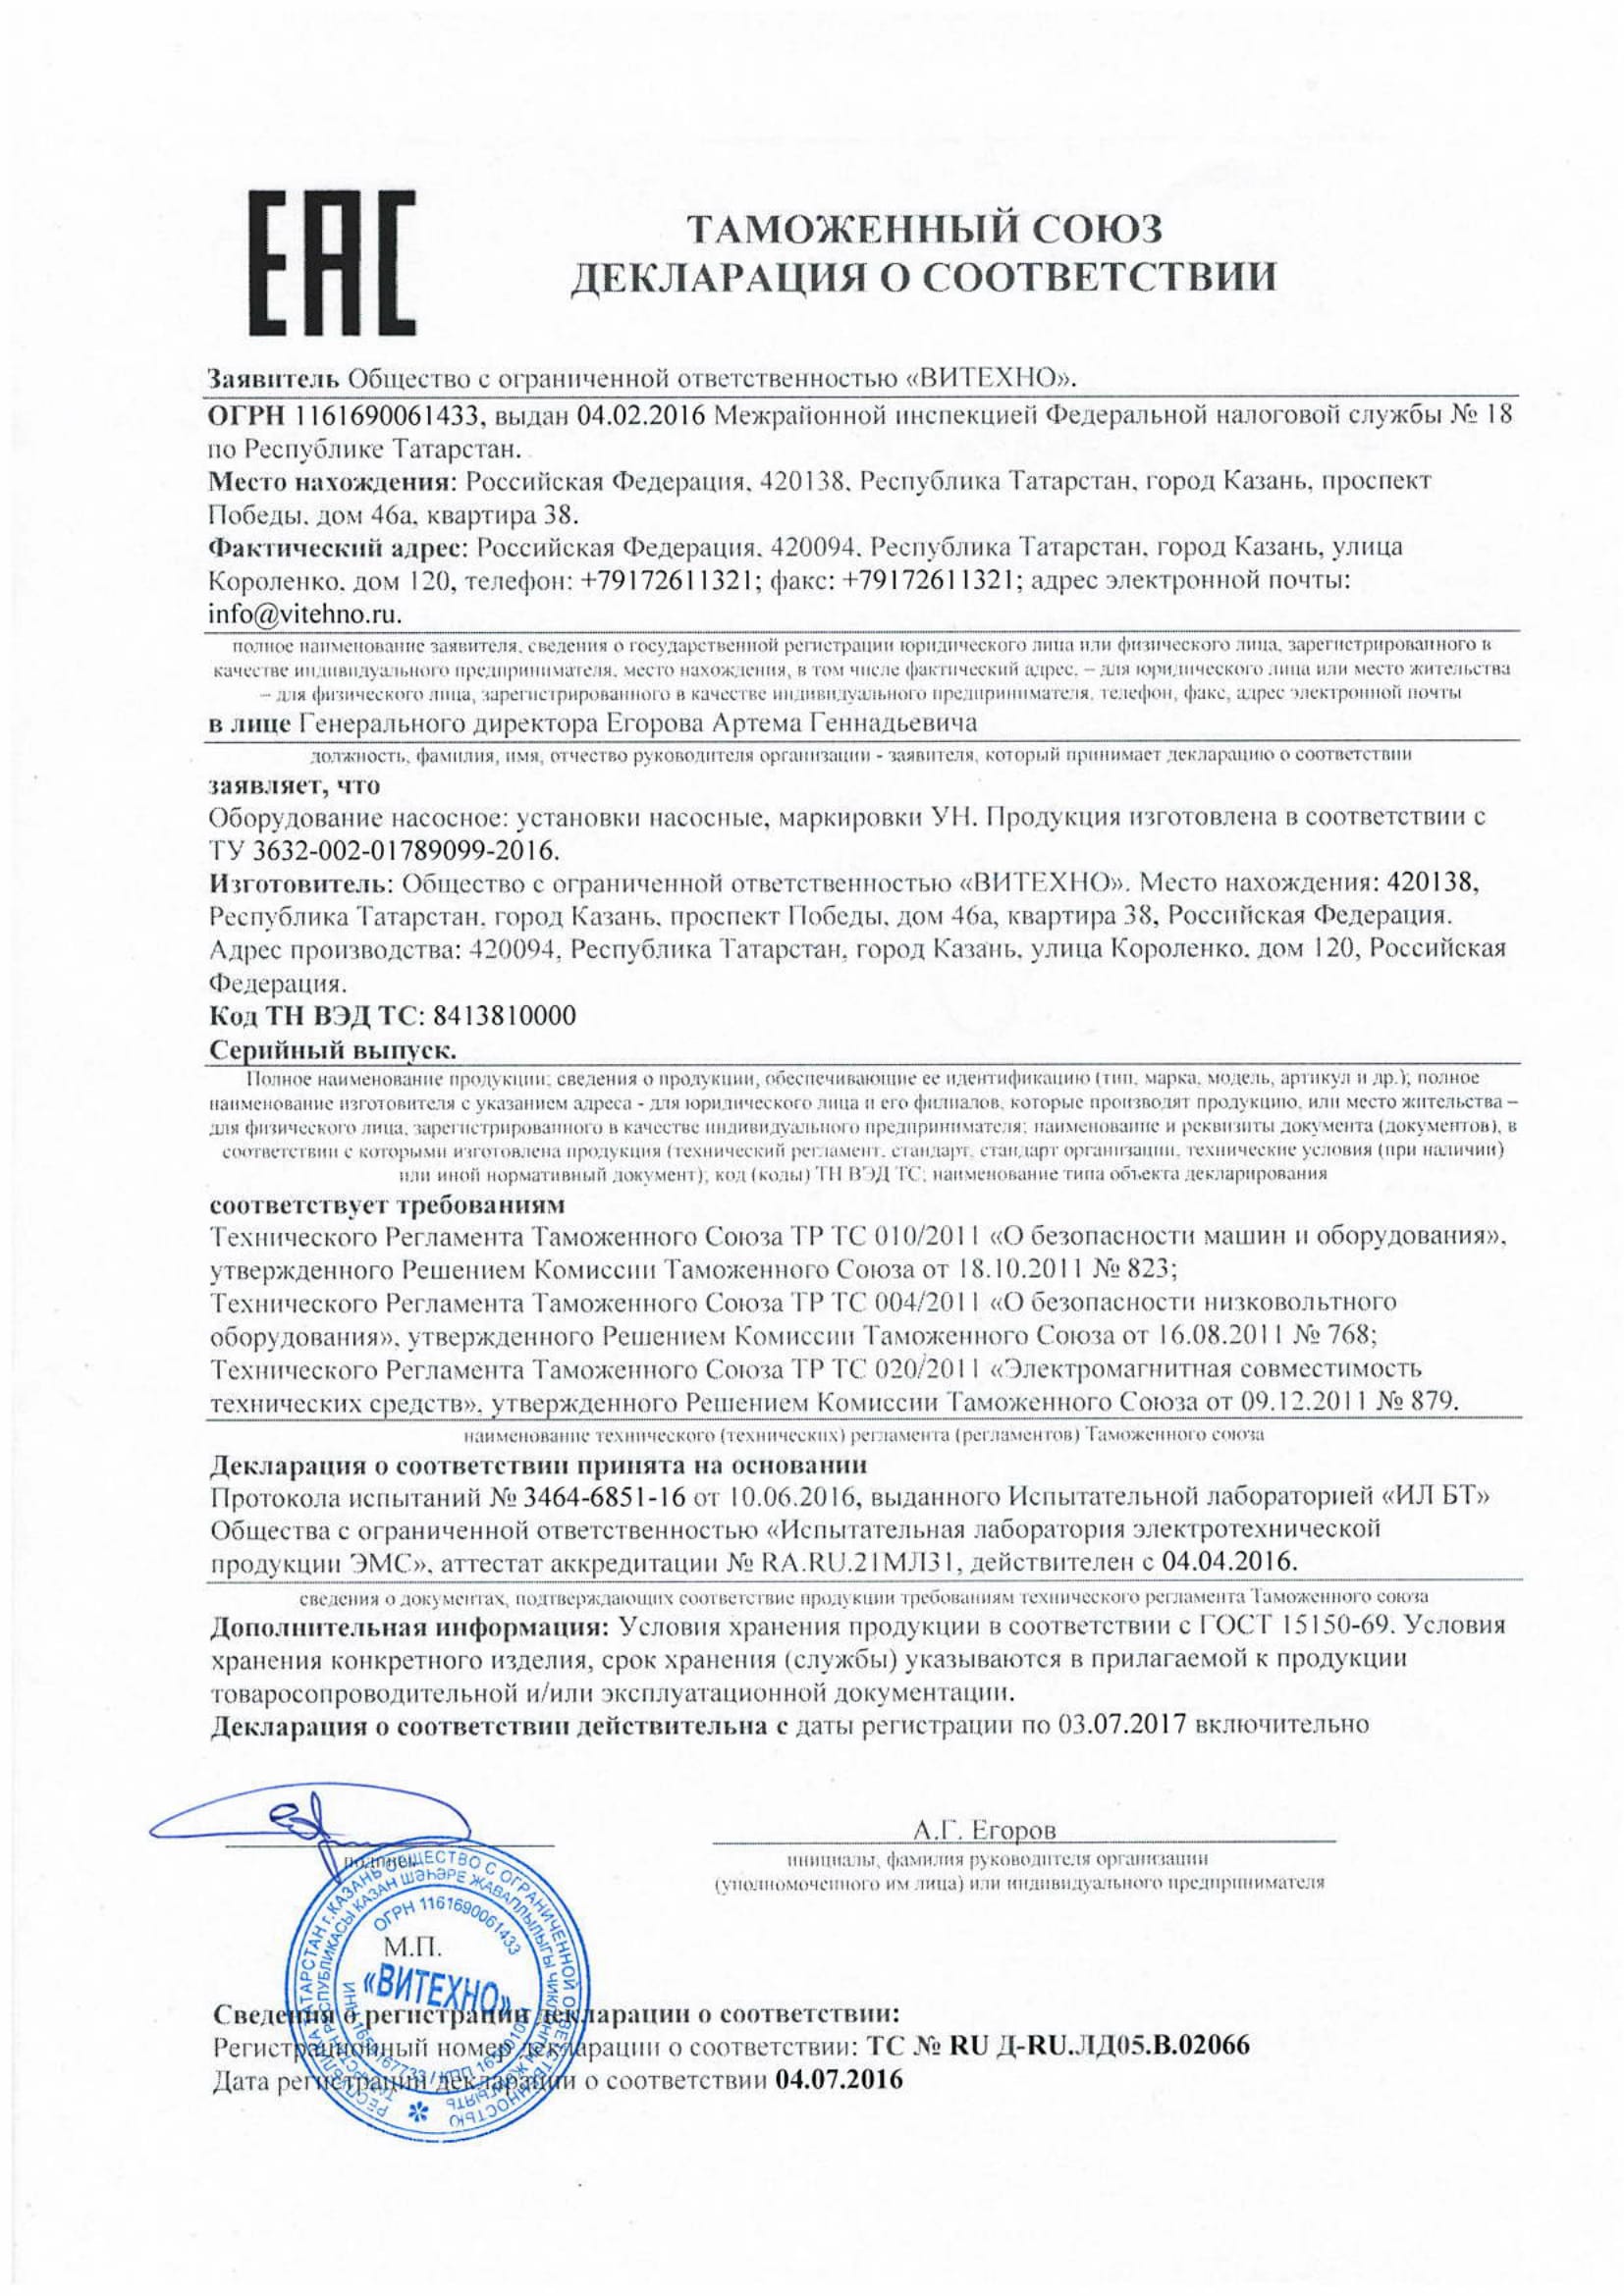 EAC
ТАМОЖЕННЫЙ СОЮЗ
ДЕКЛАРАЦИЯ О СООТВЕТСТВИИ
Заявитель Общество с ограниченной ответственностью «ВИТЕХНО».
ОГРН 1161690061433, выдан 04.02.2016 Межрайонной инспекцией Федеральной налоговой службы № 18
по Республике Татарстан.
Место нахождения: Российская Федерация, 420138, Республика Татарстан, город Казань, проспект
Победы, дом 46а, квартира 38.
Фактический адрес: Российская Федерация, 420094, Республика Татарстан, город Казань, улица
Короленко, дом 120, телефон: +79172611321; факс: +79172611321; адрес электронной почты:
info@vitehno.ru.
полное наименование заявителя, сведения о государственной регистрации юридического лица или физического лица, зарегистрированного в
качестве индивидуального предпринимателя, место нахождения, в том числе фактический адрес, – для юридического лица или место жительства
– для физического лица, зарегистрированного в качестве индивидуального предпринимателя, телефон, факс, адрес электронной почты
в лице Генерального директора Егорова Артема Геннадьевича
должность, фамилия, имя, отчество руководителя организации - заявителя, который принимает декларацию о соответствии
заявляет, что
Оборудование насосное: установки насосные, маркировки УН. Продукция изготовлена в соответствии с
ТУ 3632-002-01789099-2016.
Изготовитель: Общество с ограниченной ответственностью «ВИТЕХНО». Место нахождения: 420138,
Республика Татарстан, город Казань, проспект Победы, дом 46а, квартира 38, Российская Федерация.
Адрес производства: 420094, Республика Татарстан, город Казань, улица Короленко, дом 120, Российская
Федерация.
Код ТН ВЭД ТС: 8413810000
Серийный выпуск.
Полное наименование продукции; сведения о продукции, обеспечивающие ее идентификацию (тип, марка, модель, артикул и др.); полное
наименование изготовителя с указанием адреса - для юридического лица и его филиалов, которые производят продукцию, или место жительства –
для физического лица, зарегистрированного в качестве индивидуального предпринимателя; наименование и реквизиты документа (документов), в
соответствии с которыми изготовлена продукция (технический регламент, стандарт, стандарт организации, технические условия (при наличии)
или иной нормативный документ); код (коды) ТН ВЭД ТС; наименование типа объекта декларирования
соответствует требованиям
Технического Регламента Таможенного Союза ТР ТС 010/2011 «О безопасности машин и оборудования»,
утвержденного Решением Комиссии Таможенного Союза от 18.10.2011 № 823;
Технического Регламента Таможенного Союза ТР ТС 004/2011 «О безопасности низковольтного
оборудования», утвержденного Решением Комиссии Таможенного Союза от 16.08.2011 № 768;
Технического Регламента Таможенного Союза ТР ТС 020/2011 «Электромагнитная совместимость
технических средств», утвержденного Решением Комиссии Таможенного Союза от 09.12.2011 № 879.
наименование технического (технических) регламента (регламентов) Таможенного союза
Декларация о соответствии принята на основании
Протокола испытаний № 3464-6851-16 от 10.06.2016, выданного Испытательной лабораторией «ИЛ БТ»
Общества с ограниченной ответственностью «Испытательная лаборатория электротехнической
продукции ЭМС», аттестат аккредитации № RA.RU.21МЛ31, действителен с 04.04.2016.
сведения о документах, подтверждающих соответствие продукции требованиям технического регламента Таможенного союза
Дополнительная информация: Условия хранения продукции в соответствии с ГОСТ 15150-69. Условия
хранения конкретного изделия, срок хранения (службы) указываются в прилагаемой к продукции
товаросопроводительной и/или эксплуатационной документации.
Декларация о соответствии действительна с даты регистрации по 03.07.2017 включительно
А.Г. Егоров
подпись
инициалы, фамилия руководителя организации
(уполномоченного им лица) или индивидуального предпринимателя
РЕСПУБЛИКА ТАТАРСТАН г.КАЗАНЬ ОБЩЕСТВО С ОГРАНИЧЕННОЙ ОТВЕТСТВЕННОСТЬЮ
ОГРН 1161690061433
М.П.
«ВИТЕХНО»
Сведения о регистрации декларации о соответствии:
Регистрационный номер декларации о соответствии: ТС № RU Д-RU.ЛД05.В.02066
Дата регистрации декларации о соответствии 04.07.2016